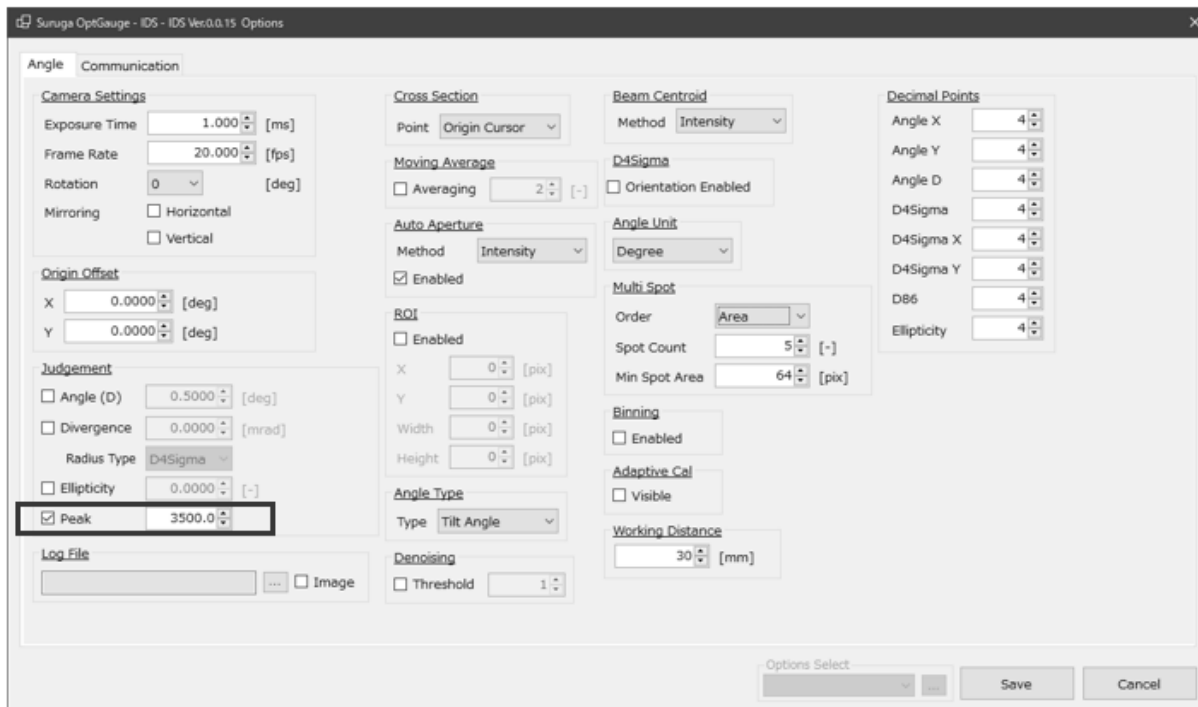 Suruga OptGauge - IDS - IDS Ver.0.0.15 Options
Angle Communication
Camera Settings
Exposure Time 1.000 [ms]
Frame Rate 20.000 [fps]
Rotation 0 [deg]
Mirroring Horizontal
Vertical
Origin Offset
X 0.0000 [deg]
Y 0.0000 [deg]
Judgement
Angle (D) 0.5000 [deg]
Divergence 0.0000 [mrad]
Radius Type D4Sigma
Ellipticity 0.0000 [-]
Peak 3500.0
Log File
... Image
Cross Section
Point Origin Cursor
Moving Average
Averaging 2 [-]
Auto Aperture
Method Intensity
Enabled
ROI
Enabled
X 0 [pix]
Y 0 [pix]
Width 0 [pix]
Height 0 [pix]
Angle Type
Type Tilt Angle
Denoising
Threshold 1
Beam Centroid
Method Intensity
D4Sigma
Orientation Enabled
Angle Unit
Degree
Multi Spot
Order Area
Spot Count 5 [-]
Min Spot Area 64 [pix]
Binning
Enabled
Adaptive Cal
Visible
Working Distance
30 [mm]
Decimal Points
Angle X 4
Angle Y 4
Angle D 4
D4Sigma 4
D4Sigma X 4
D4Sigma Y 4
D86 4
Ellipticity 4
Options Select
...
Save Cancel